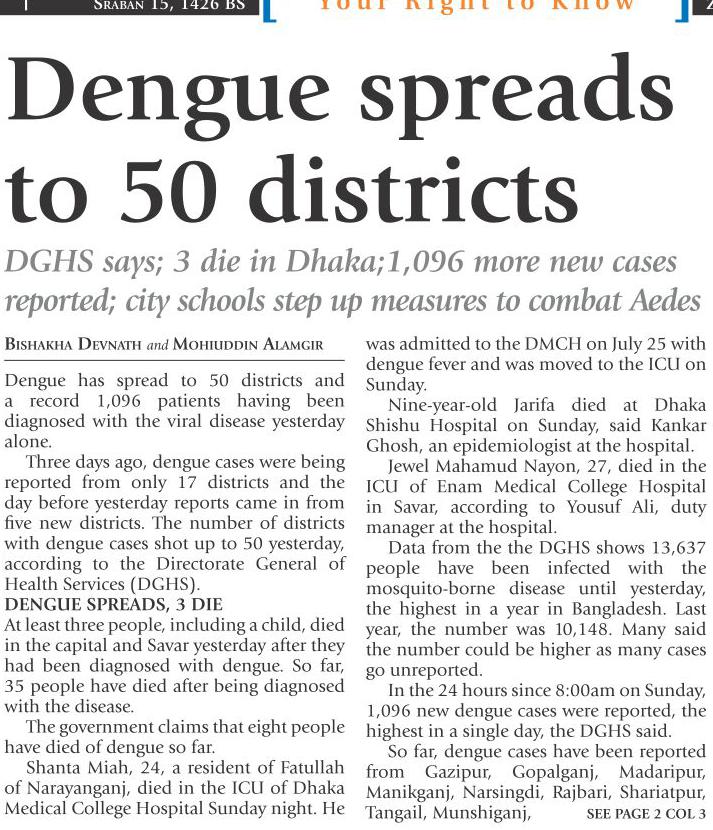 SRABAN 15, 1426 BS
Your Right to Know
Dengue spreads
to 50 districts
DGHS says; 3 die in Dhaka;1,096 more new cases
reported; city schools step up measures to combat Aedes
BISHAKHA DEVNATH and MOHIUDDIN ALAMGIR
Dengue has spread to 50 districts and
a record 1,096 patients having been
diagnosed with the viral disease yesterday
alone.
Three days ago, dengue cases were being
reported from only 17 districts and the
day before yesterday reports came in from
five new districts. The number of districts
with dengue cases shot up to 50 yesterday,
according to the Directorate General of
Health Services (DGHS).
DENGUE SPREADS, 3 DIE
At least three people, including a child, died
in the capital and Savar yesterday after they
had been diagnosed with dengue. So far,
35 people have died after being diagnosed
with the disease.
The government claims that eight people
have died of dengue so far.
Shanta Miah, 24, a resident of Fatullah
of Narayanganj, died in the ICU of Dhaka
Medical College Hospital Sunday night. He
was admitted to the DMCH on July 25 with
dengue fever and was moved to the ICU on
Sunday.
Nine-year-old Jarifa died at Dhaka
Shishu Hospital on Sunday, said Kankar
Ghosh, an epidemiologist at the hospital.
Jewel Mahamud Nayon, 27, died in the
ICU of Enam Medical College Hospital
in Savar, according to Yousuf Ali, duty
manager at the hospital.
Data from the the DGHS shows 13,637
people have been infected with the
mosquito-borne disease until yesterday,
the highest in a year in Bangladesh. Last
year, the number was 10,148. Many said
the number could be higher as many cases
go unreported.
In the 24 hours since 8:00am on Sunday,
1,096 new dengue cases were reported, the
highest in a single day, the DGHS said.
So far, dengue cases have been reported
from Gazipur, Gopalganj, Madaripur,
Manikganj, Narsingdi, Rajbari, Shariatpur,
Tangail, Munshiganj, SEE PAGE 2 COL 3